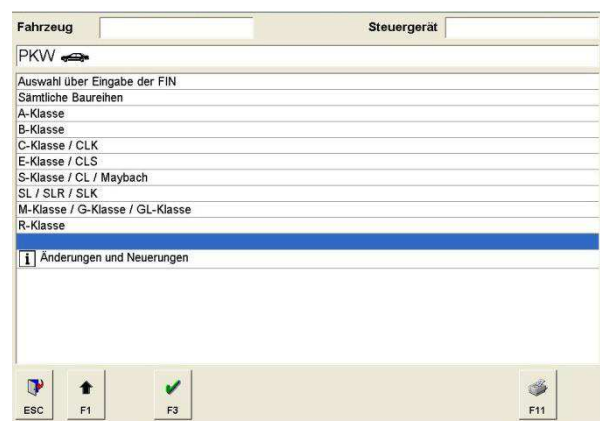 Fahrzeug Steuergerät
PKW
Auswahl über Eingabe der FIN
Sämtliche Baureihen
A-Klasse
B-Klasse
C-Klasse / CLK
E-Klasse / CLS
S-Klasse / CL / Maybach
SL / SLR / SLK
M-Klasse / G-Klasse / GL-Klasse
R-Klasse
i Änderungen und Neuerungen
ESC F1 F3 F11